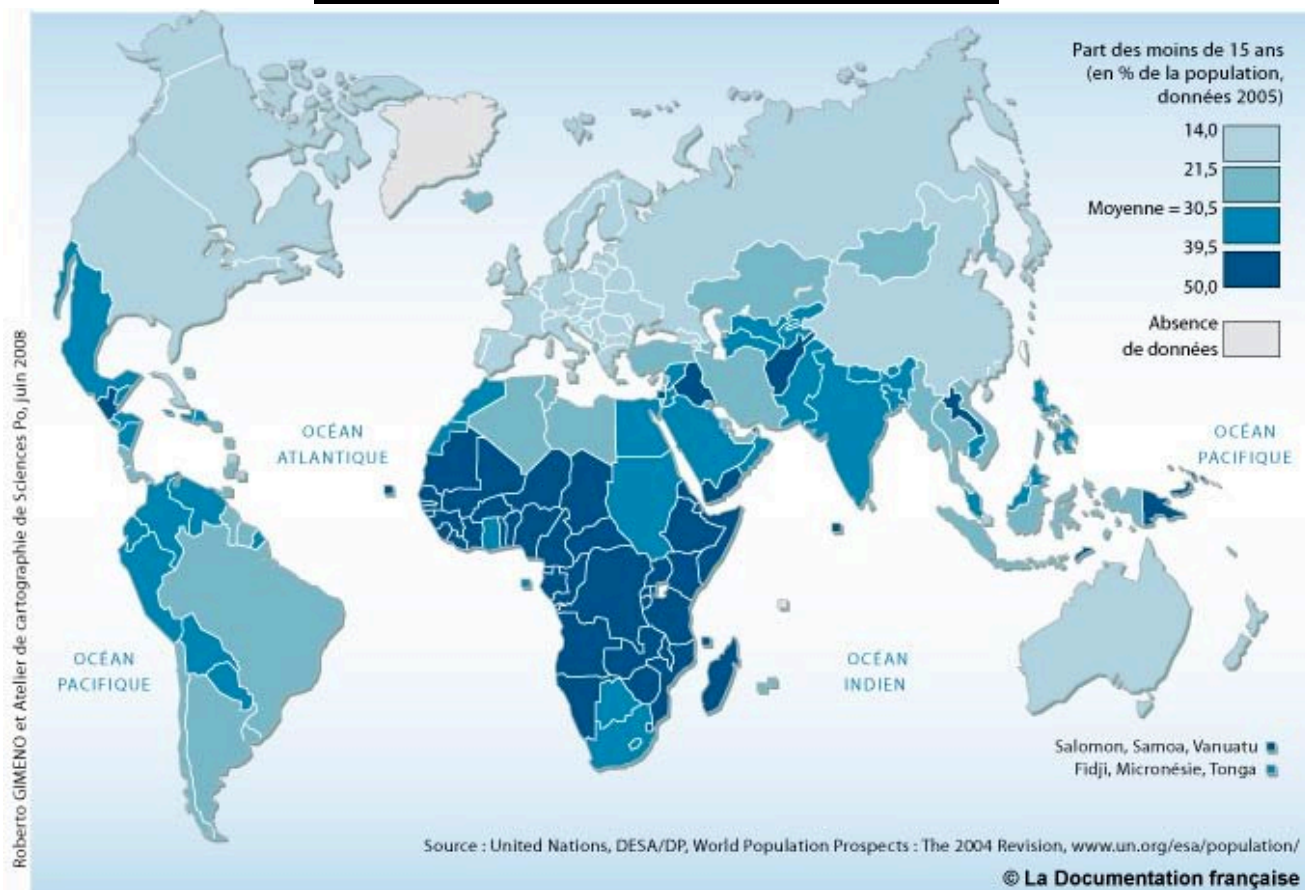 Part des moins de 15 ans
(en % de la population,
données 2005)
14,0
21,5
Moyenne = 30,5
39,5
50,0
Absence
de données
OCÉAN
ATLANTIQUE
OCÉAN
PACIFIQUE
OCÉAN
PACIFIQUE
OCÉAN
INDIEN
Salomon, Samoa, Vanuatu
Fidji, Micronésie, Tonga
Roberto GIMENO et Atelier de cartographie de Sciences Po, juin 2008
Source : United Nations, DESA/DP, World Population Prospects : The 2004 Revision, www.un.org/esa/population/
© La Documentation française